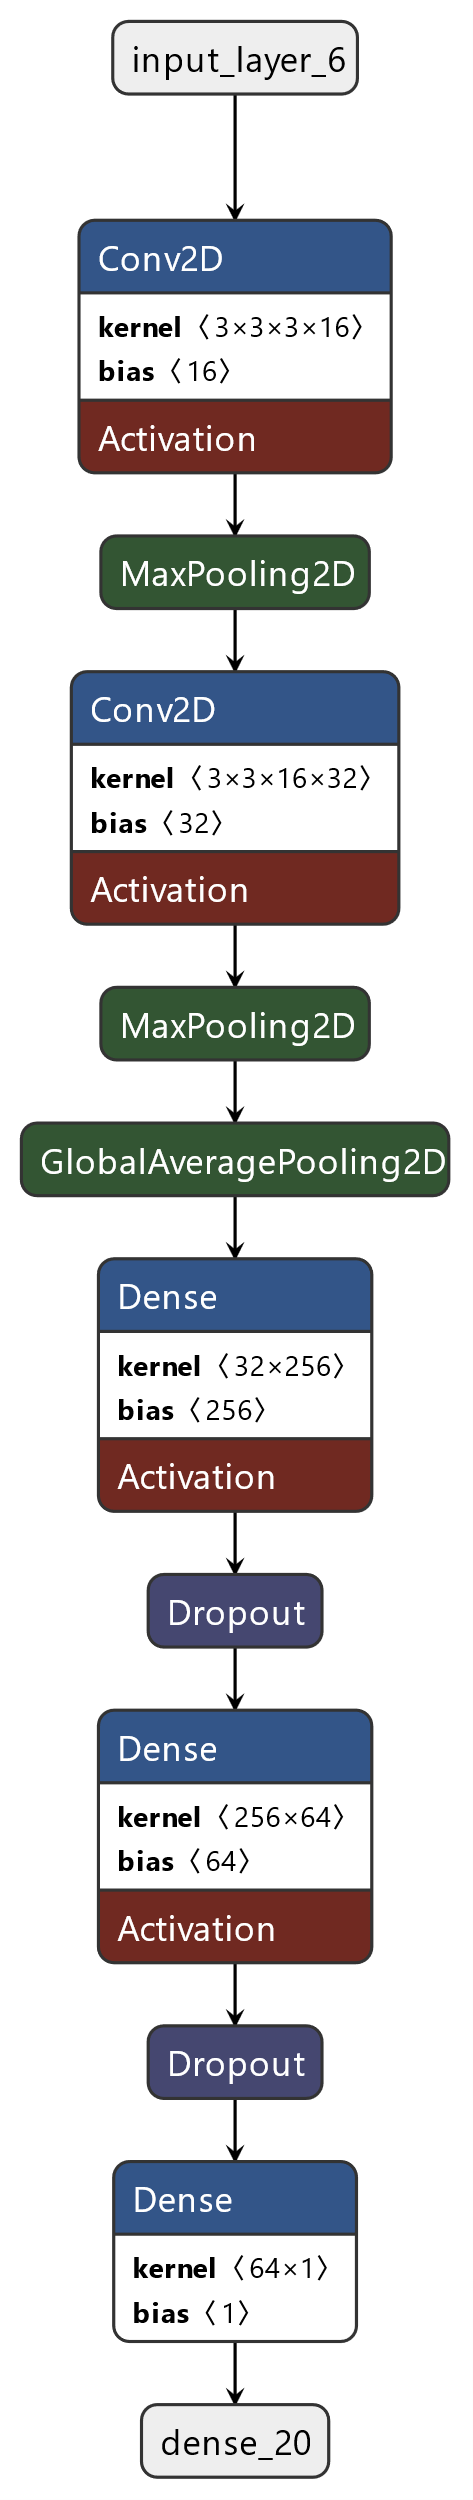 input_layer_6
Conv2D
kernel 〈3×3×3×16〉
bias 〈16〉
Activation
MaxPooling2D
Conv2D
kernel 〈3×3×16×32〉
bias 〈32〉
Activation
MaxPooling2D
GlobalAveragePooling2D
Dense
kernel 〈32×256〉
bias 〈256〉
Activation
Dropout
Dense
kernel 〈256×64〉
bias 〈64〉
Activation
Dropout
Dense
kernel 〈64×1〉
bias 〈1〉
dense_20